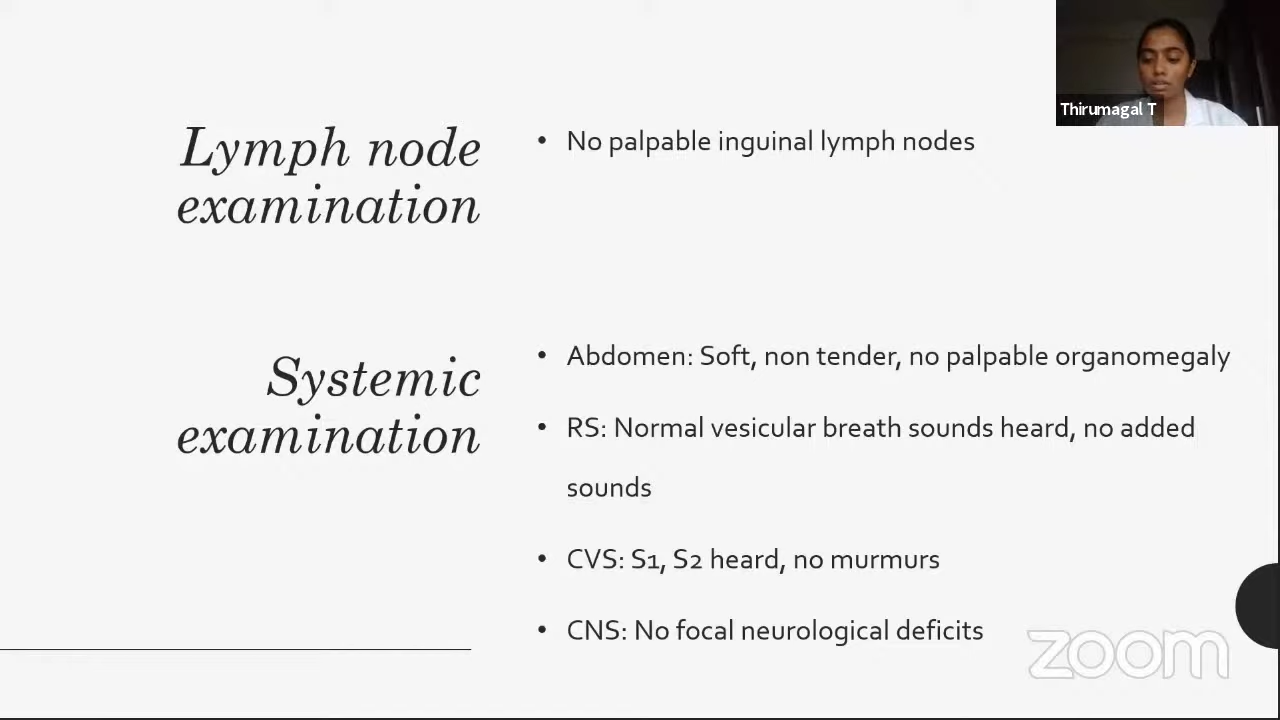 Thirumagal T
Lymph node
examination
• No palpable inguinal lymph nodes
Systemic
examination
• Abdomen: Soft, non tender, no palpable organomegaly
• RS: Normal vesicular breath sounds heard, no added
sounds
• CVS: S1, S2 heard, no murmurs
• CNS: No focal neurological deficits
zoom